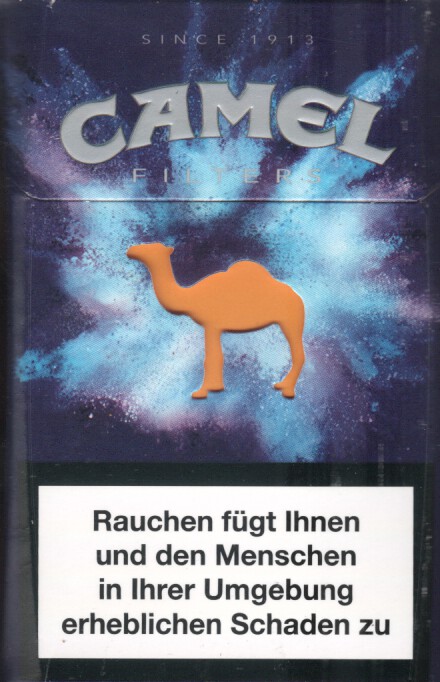 SINCE 1913
CAMEL
FILTERS
Rauchen fügt Ihnen
und den Menschen
in Ihrer Umgebung
erheblichen Schaden zu